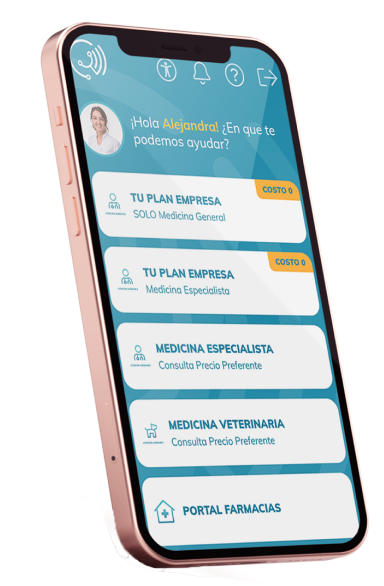 ¡Hola Alejandra! ¿En que te
podemos ayudar?
COSTO 0
TU PLAN EMPRESA
SOLO Medicina General
COSTO 0
TU PLAN EMPRESA
Medicina Especialista
MEDICINA ESPECIALISTA
Consulta Precio Preferente
MEDICINA VETERINARIA
Consulta Precio Preferente
PORTAL FARMACIAS